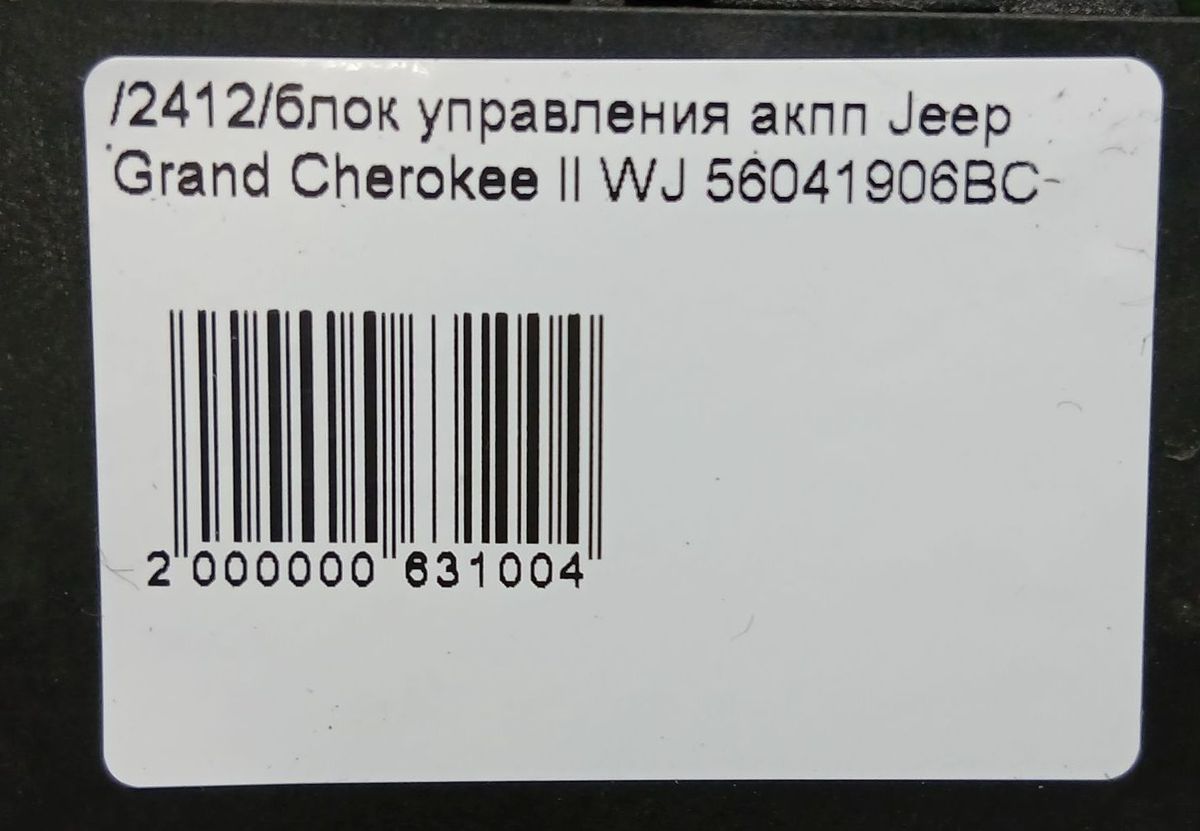 /2412/блок управления акпп Jeep
Grand Cherokee II WJ 56041906BC-
2 000000 631004